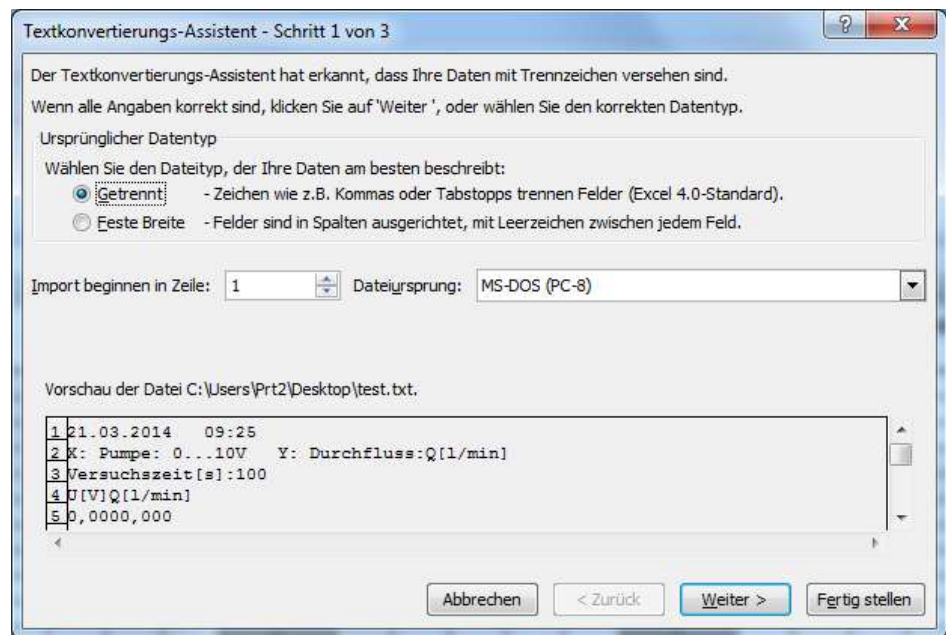 Textkonvertierungs-Assistent - Schritt 1 von 3
Der Textkonvertierungs-Assistent hat erkannt, dass Ihre Daten mit Trennzeichen versehen sind.
Wenn alle Angaben korrekt sind, klicken Sie auf 'Weiter ', oder wählen Sie den korrekten Datentyp.
Ursprünglicher Datentyp
Wählen Sie den Dateityp, der Ihre Daten am besten beschreibt:
Getrennt - Zeichen wie z.B. Kommas oder Tabstopps trennen Felder (Excel 4.0-Standard).
Feste Breite - Felder sind in Spalten ausgerichtet, mit Leerzeichen zwischen jedem Feld.
Import beginnen in Zeile: 1 Dateiursprung: MS-DOS (PC-8)
Vorschau der Datei C:\Users\Prt2\Desktop\test.txt.
1 21.03.2014 09:25
2 X: Pumpe: 0...10V Y: Durchfluss:Q[l/min]
3 Versuchszeit[s]:100
4 U[V]Q[l/min]
5 0,0000,000
Abbrechen < Zurück Weiter > Fertig stellen